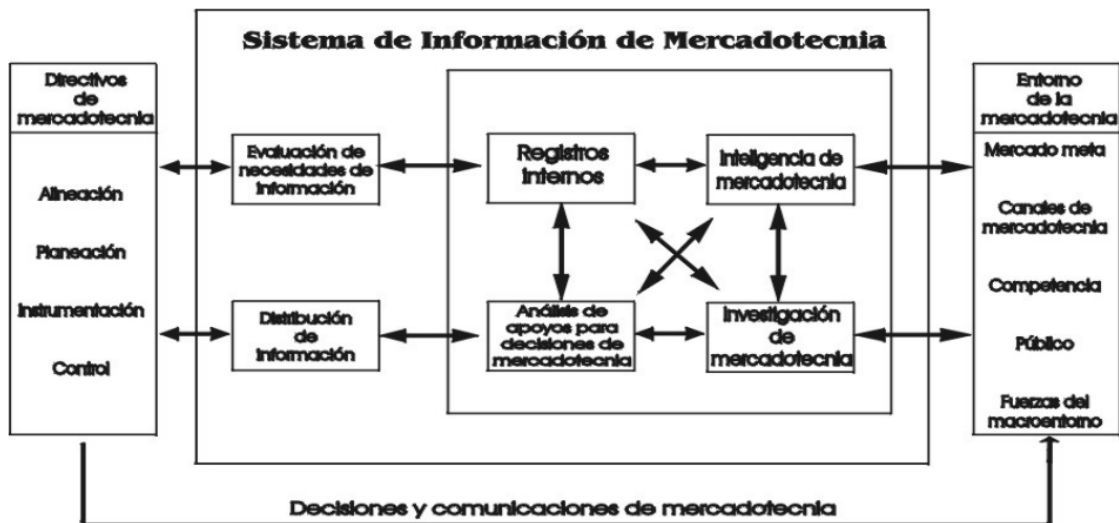 Sistema de Información de Mercadotecnia
Directivos
de
mercadotecnia
Alineación
Planeación
Instrumentación
Control
Evaluación de
necesidades de
información
Distribución
de
información
Registros
internos
Inteligencia de
mercadotecnia
Análisis de
apoyos para
decisiones de
mercadotecnia
Investigación
de
mercadotecnia
Entorno
de la
mercadotecnia
Mercado meta
Canales de
mercadotecnia
Competencia
Público
Fuerzas del
macroentorno
Decisiones y comunicaciones de mercadotecnia